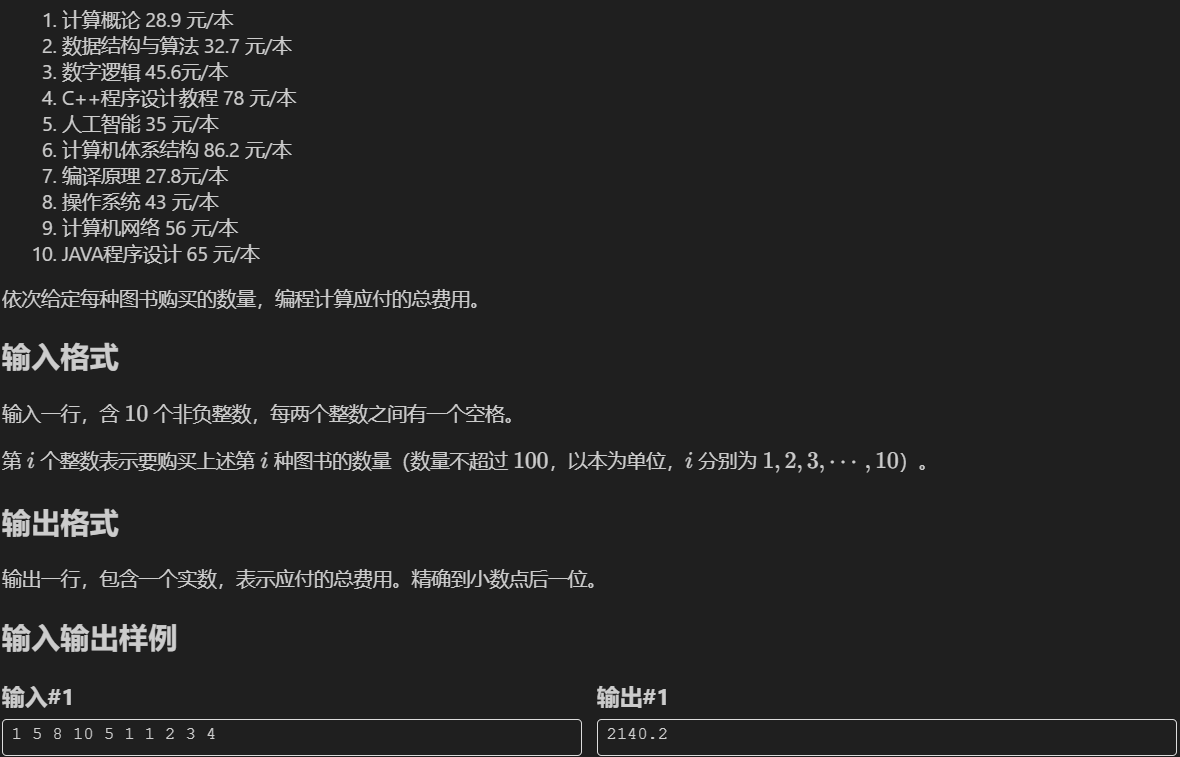 1. 计算概论 28.9 元/本
2. 数据结构与算法 32.7 元/本
3. 数字逻辑 45.6元/本
4. C++程序设计教程 78 元/本
5. 人工智能 35 元/本
6. 计算机体系结构 86.2 元/本
7. 编译原理 27.8元/本
8. 操作系统 43 元/本
9. 计算机网络 56 元/本
10. JAVA程序设计 65 元/本
依次给定每种图书购买的数量，编程计算应付的总费用。
输入格式
输入一行，含 10 个非负整数，每两个整数之间有一个空格。
第 i 个整数表示要购买上述第 i 种图书的数量（数量不超过 100，以本为单位，i 分别为 1, 2, 3, ⋯ , 10）。
输出格式
输出一行，包含一个实数，表示应付的总费用。精确到小数点后一位。
输入输出样例
输入#1
1 5 8 10 5 1 1 2 3 4
输出#1
2140.2